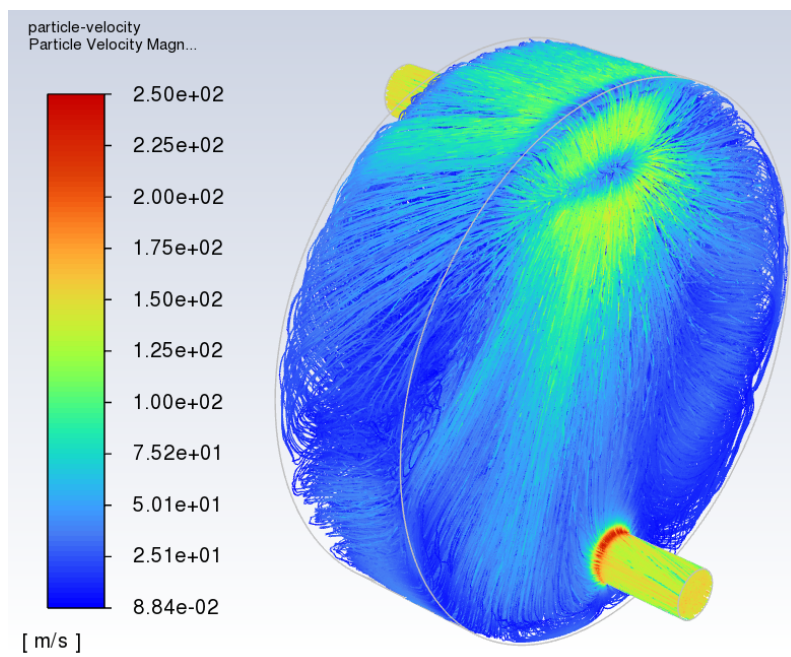 particle-velocity
Particle Velocity Magn...
2.50e+02
2.25e+02
2.00e+02
1.75e+02
1.50e+02
1.25e+02
1.00e+02
7.52e+01
5.01e+01
2.51e+01
8.84e-02
[ m/s ]